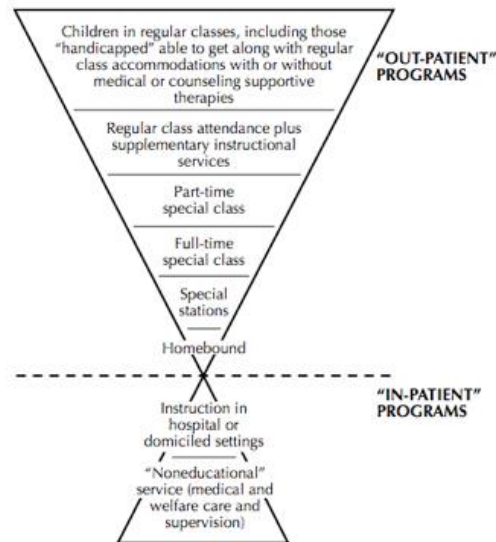 Children in regular classes, including those
"handicapped" able to get along with regular
class accommodations with or without
medical or counseling supportive
therapies
"OUT-PATIENT"
PROGRAMS
Regular class attendance plus
supplementary instructional
services
Part-time
special class
Full-time
special class
Special
stations
Homebound
"IN-PATIENT"
PROGRAMS
Instruction in
hospital or
domiciled settings
"Noneducational"
service (medical and
welfare care and
supervision)